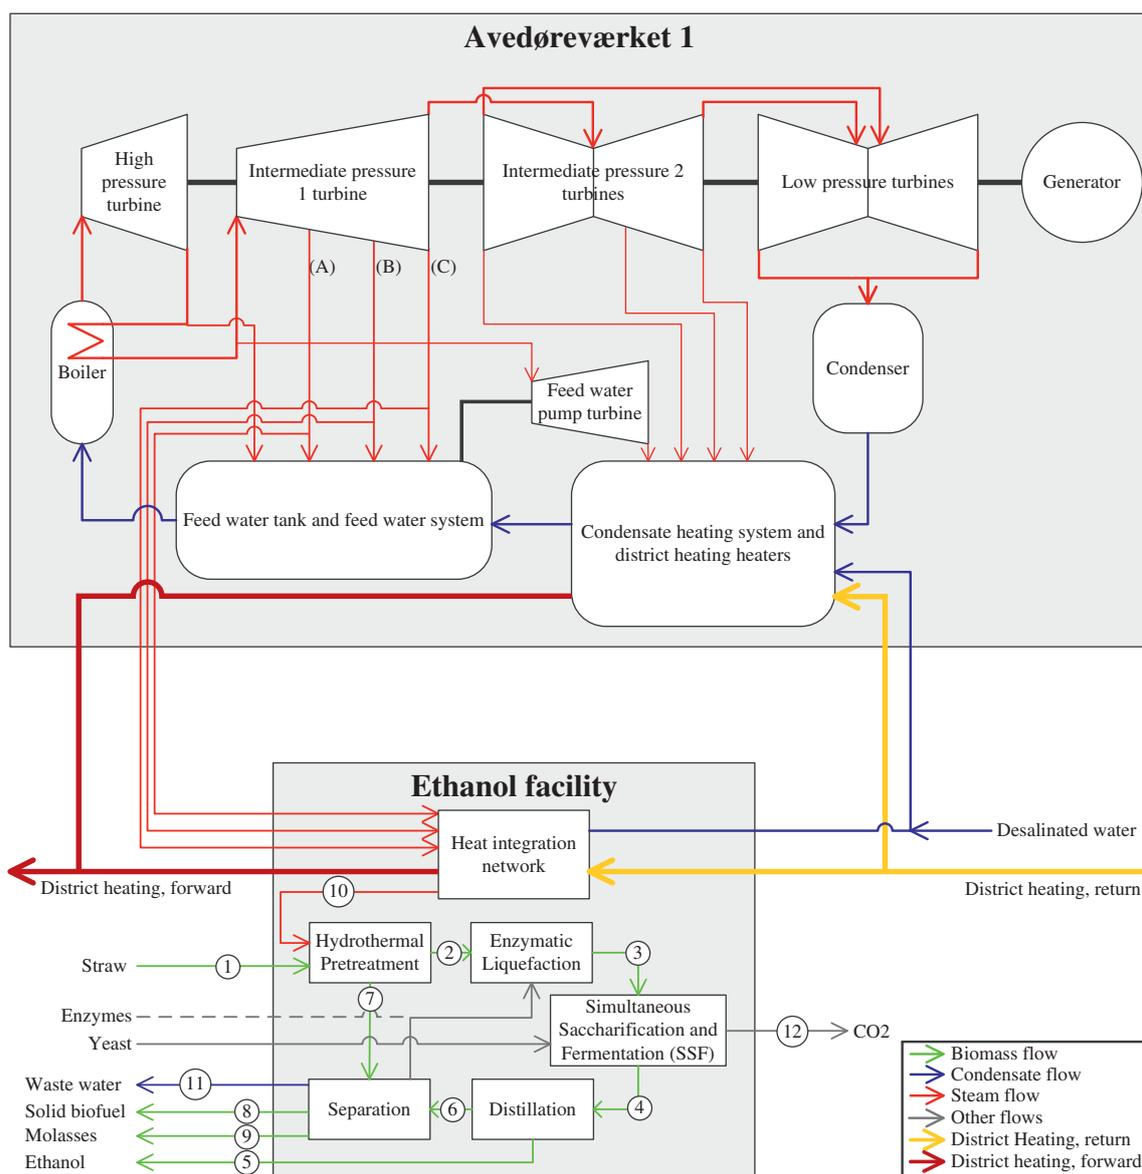 Avedøreværket 1
High
pressure
turbine
Intermediate pressure
1 turbine
Intermediate pressure 2
turbines
Low pressure turbines
Generator
(A)
(B)
(C)
Boiler
Feed water
pump turbine
Condenser
Feed water tank and feed water system
Condensate heating system and
district heating heaters
Ethanol facility
Heat integration
network
Desalinated water
District heating, forward
District heating, return
10
Hydrothermal
Pretreatment
2
Enzymatic
Liquefaction
3
Straw
1
7
Enzymes
Yeast
Simultaneous
Saccharification and
Fermentation (SSF)
12
CO2
Waste water
11
Solid biofuel
8
Molasses
9
Ethanol
5
Separation
6
Distillation
4
Biomass flow
Condensate flow
Steam flow
Other flows
District Heating, return
District heating, forward